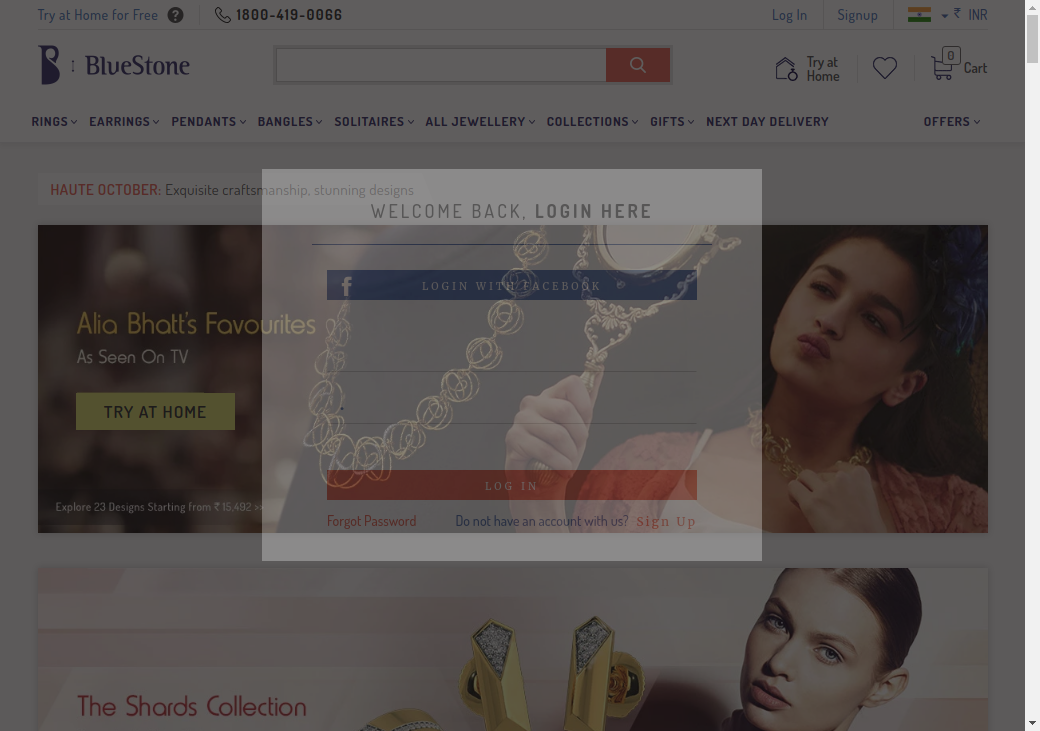 Try at Home for Free ?
1800-419-0066
Log In
Signup
₹ INR
BlueStone
Try at
Home
0
Cart
RINGS
EARRINGS
PENDANTS
BANGLES
SOLITAIRES
ALL JEWELLERY
COLLECTIONS
GIFTS
NEXT DAY DELIVERY
OFFERS
HAUTE OCTOBER: Exquisite craftsmanship, stunning designs
WELCOME BACK, LOGIN HERE
f LOGIN WITH FACEBOOK
Alia Bhatt's Favourites
As Seen On TV
TRY AT HOME
Explore 23 Designs Starting from ₹ 15,492 >>
LOG IN
Forgot Password
Do not have an account with us? Sign Up
The Shards Collection